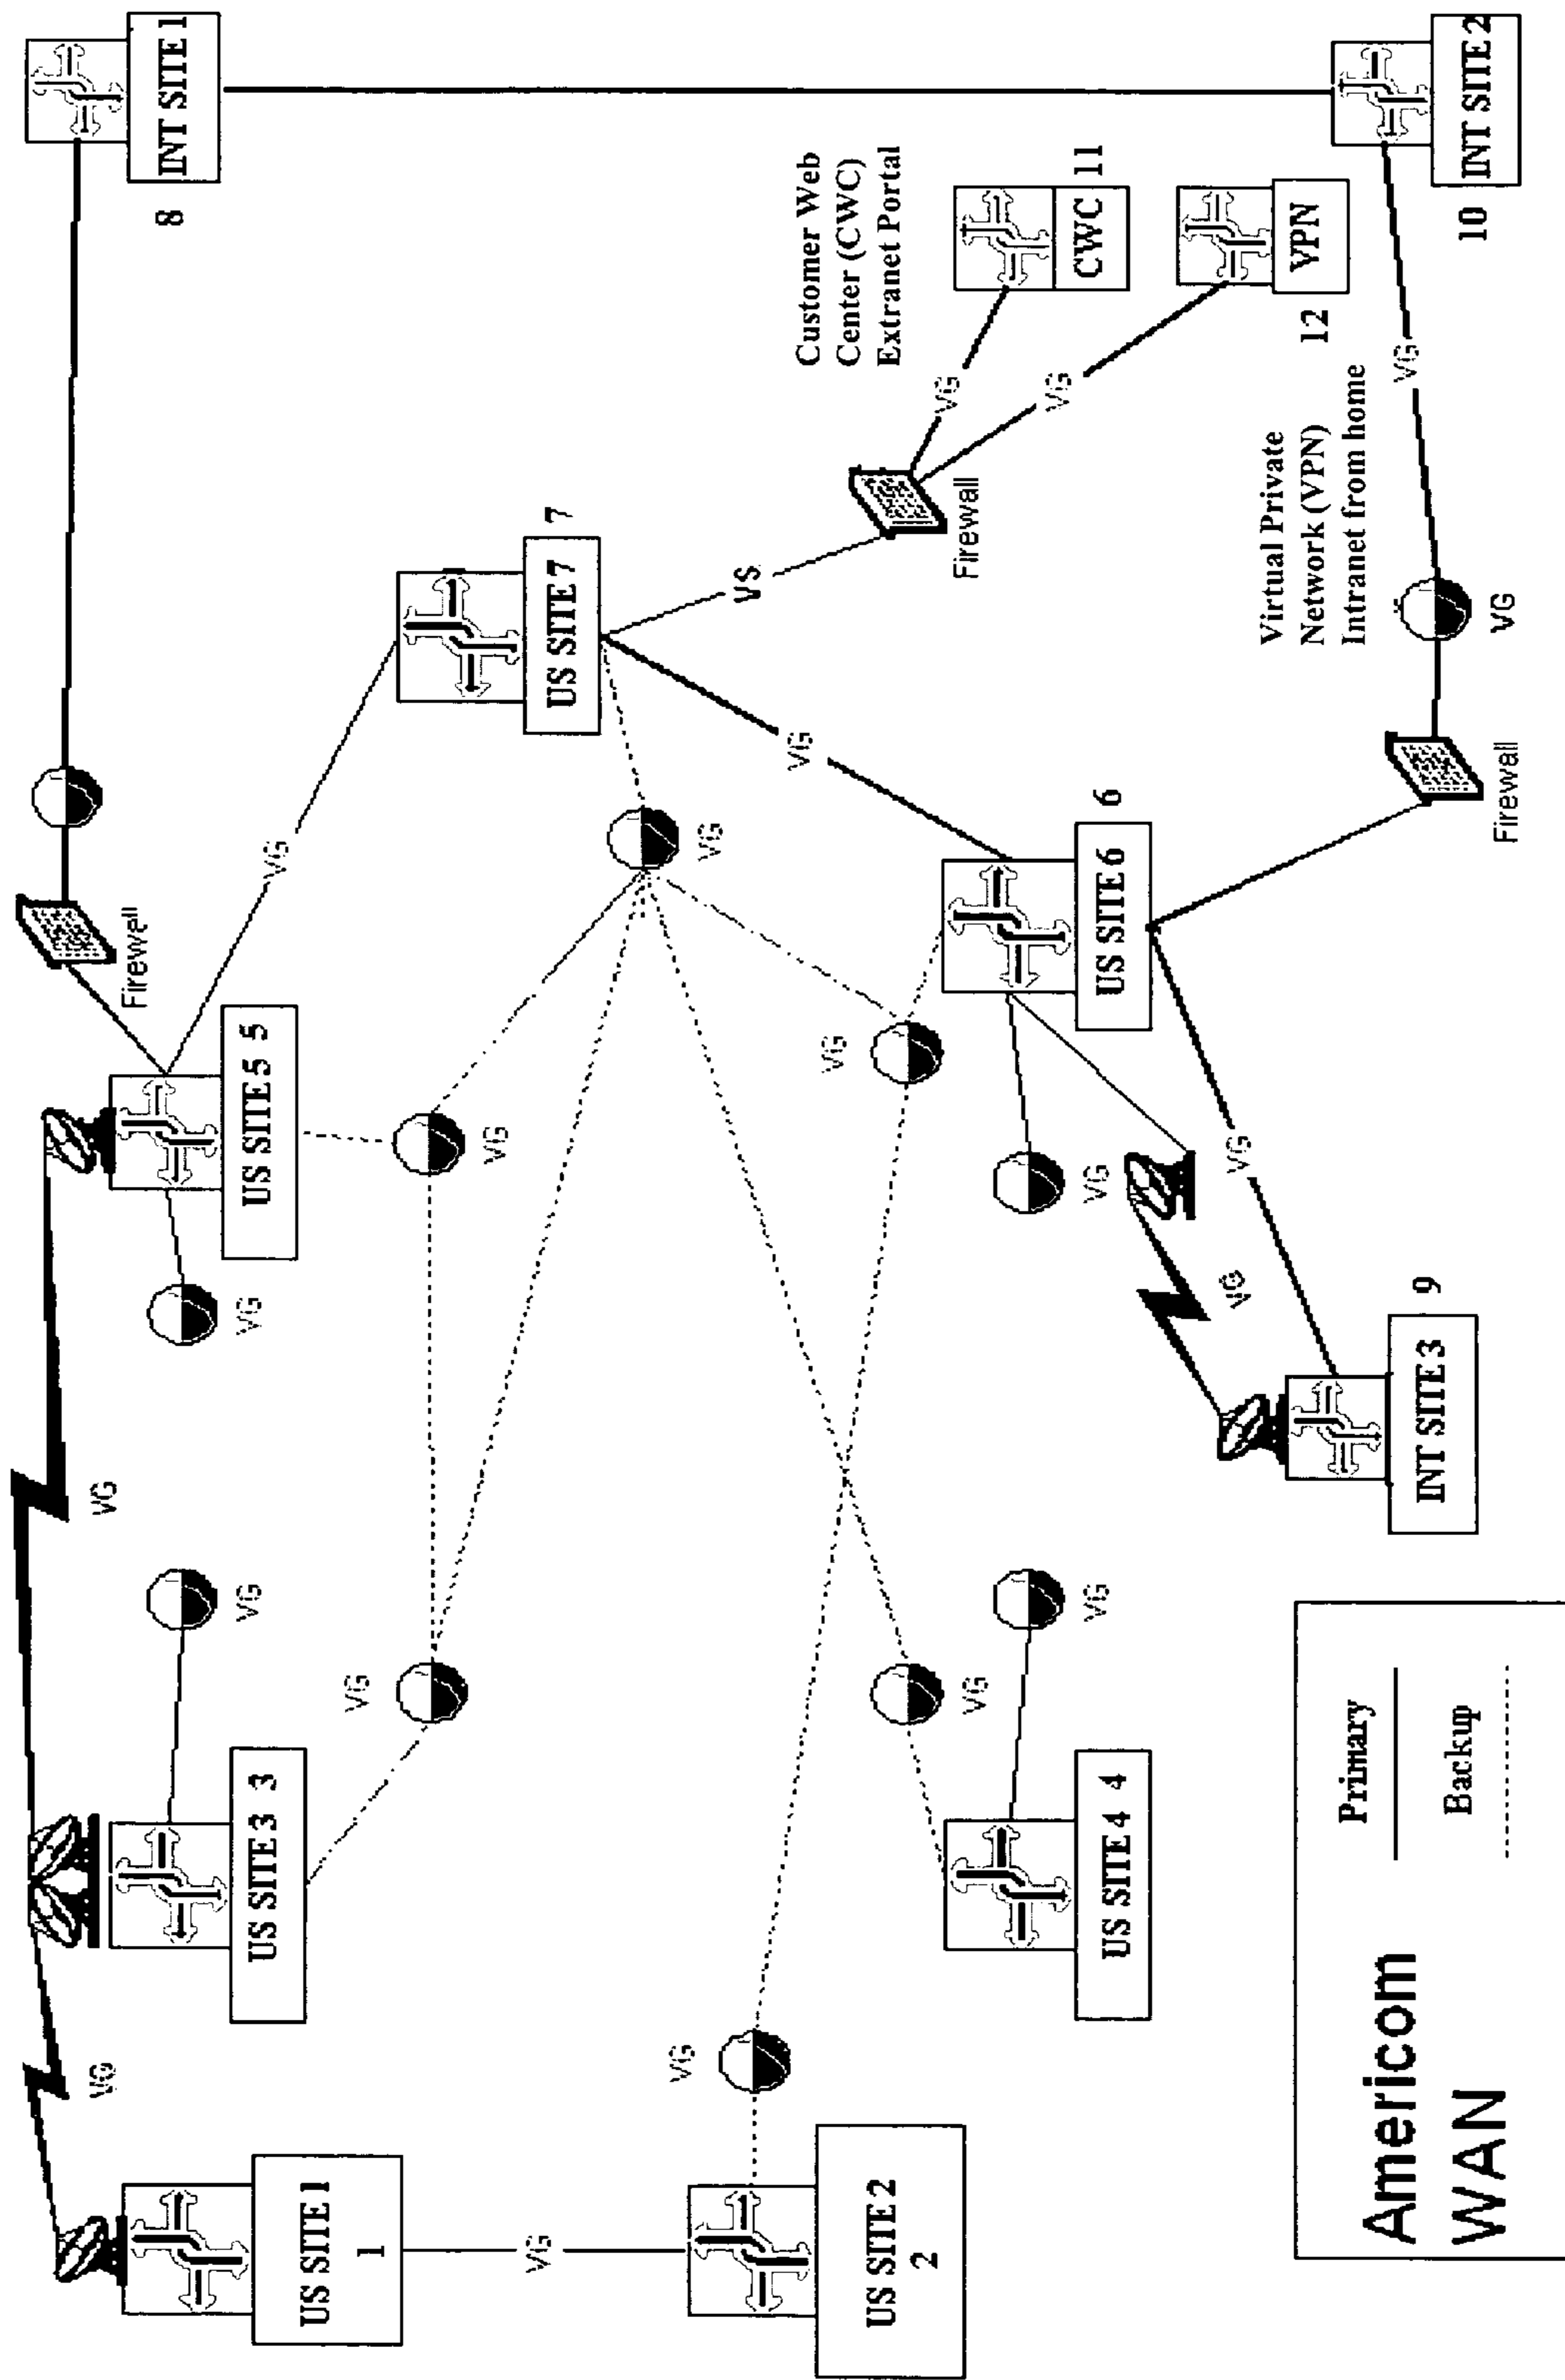 VG
VG
Firewall
INT SITE 1
8
VG
VG
VG
US SITE 3 3
US SITE 5 5
US SITE 1
1
VG
VG
VG
US SITE 7 7
VG
VG
VS
VG
VG
Customer Web
Center (CWC)
Extranet Portal
US SITE 2
2
VG
Firewall
VG
VG
CWC 11
VG
VG
US SITE 4 4
US SITE 6 6
VG
VG
VPN
12
Virtual Private
Network (VPN)
Intranet from home
VG
INT SITE 3 9
INT SITE 2
10
VG
Firewall
Americom
WAN
Primary
Backup